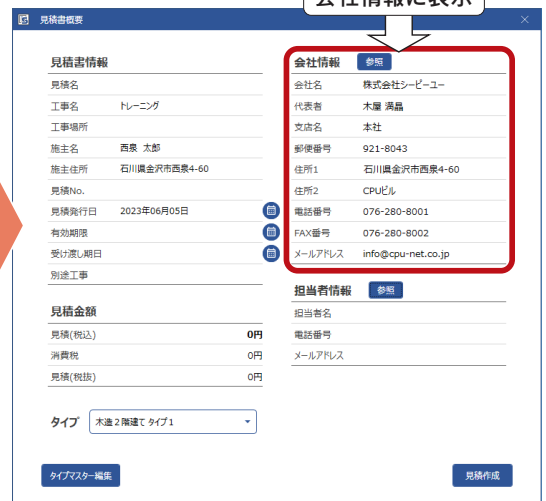 会社情報に表示
見積書概要
見積書情報
見積名
工事名 トレーニング
工事場所
施主名 西泉 太郎
施主住所 石川県金沢市西泉4-60
見積No.
見積発行日 2023年06月05日
有効期限
受け渡し期日
別途工事
見積金額
見積(税込) 0円
消費税 0円
見積(税抜) 0円
タイプ 木造2階建て タイプ1
タイプマスター編集
会社情報 参照
会社名 株式会社シーピーユー
代表者 木屋 満晶
支店名 本社
郵便番号 921-8043
住所1 石川県金沢市西泉4-60
住所2 CPUビル
電話番号 076-280-8001
FAX番号 076-280-8002
メールアドレス info@cpu-net.co.jp
担当者情報 参照
担当者名
電話番号
メールアドレス
見積作成